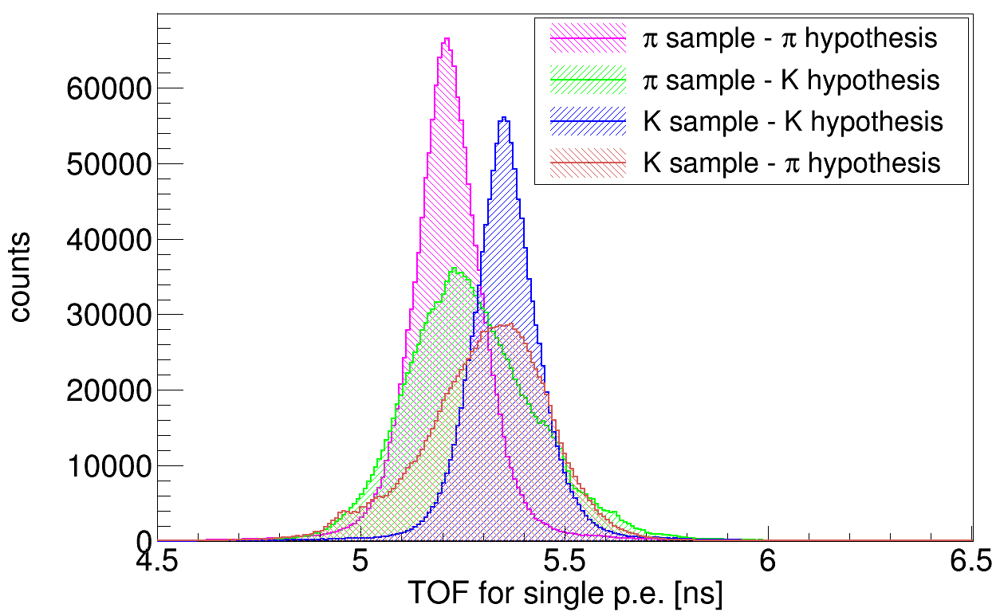 π sample - π hypothesis
π sample - K hypothesis
K sample - K hypothesis
K sample - π hypothesis
60000
50000
40000
30000
20000
10000
0
counts
4.5 5 5.5 6 6.5
TOF for single p.e. [ns]